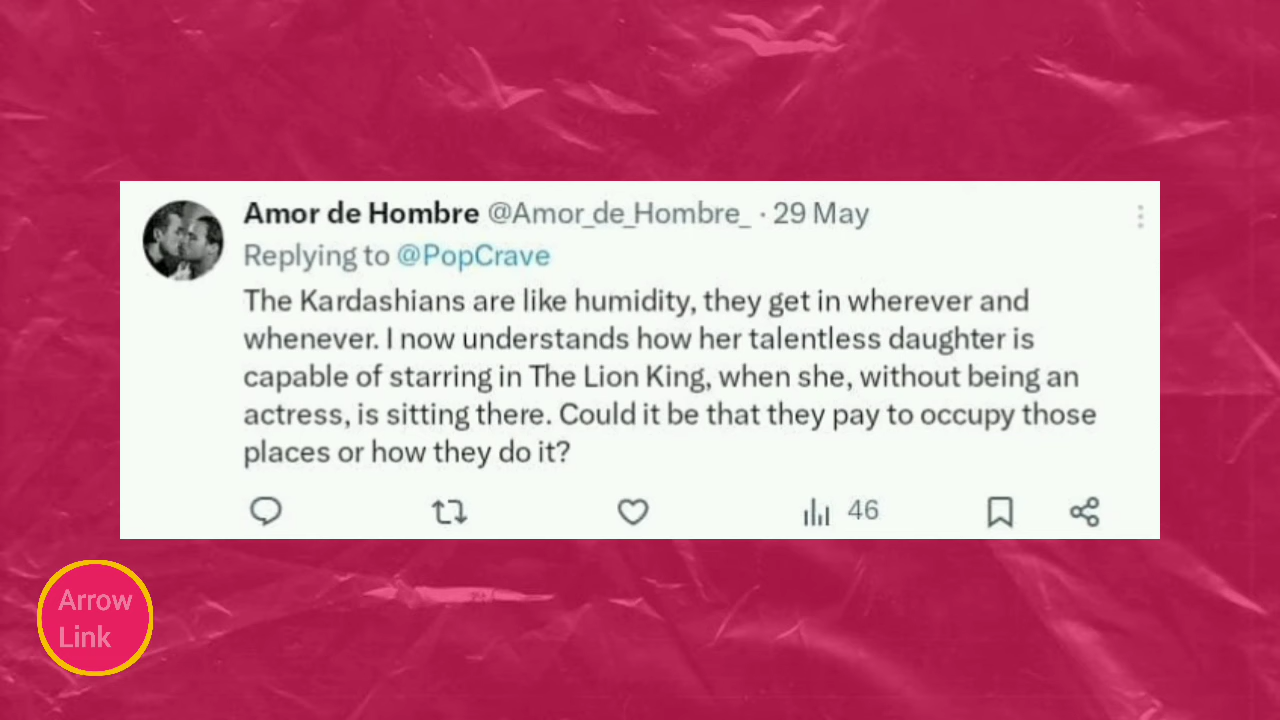 Amor de Hombre @Amor_de_Hombre_ · 29 May
Replying to @PopCrave
The Kardashians are like humidity, they get in wherever and
whenever. I now understands how her talentless daughter is
capable of starring in The Lion King, when she, without being an
actress, is sitting there. Could it be that they pay to occupy those
places or how they do it?
46
Arrow
Link